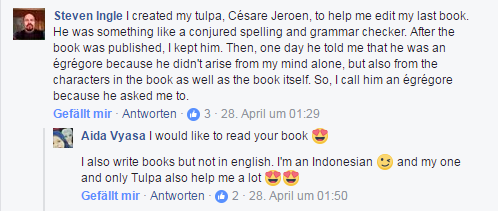 Steven Ingle I created my tulpa, Césare Jeroen, to help me edit my last book.
He was something like a conjured spelling and grammar checker. After the
book was published, I kept him. Then, one day he told me that he was an
égrégore because he didn't arise from my mind alone, but also from the
characters in the book as well as the book itself. So, I call him an égrégore
because he asked me to.
Gefällt mir · Antworten · 3 · 28. April um 01:29
Aida Vyasa I would like to read your book 😍
I also write books but not in english. I'm an Indonesian 😉 and my one
and only Tulpa also help me a lot 😍😍
Gefällt mir · Antworten · 2 · 28. April um 01:50